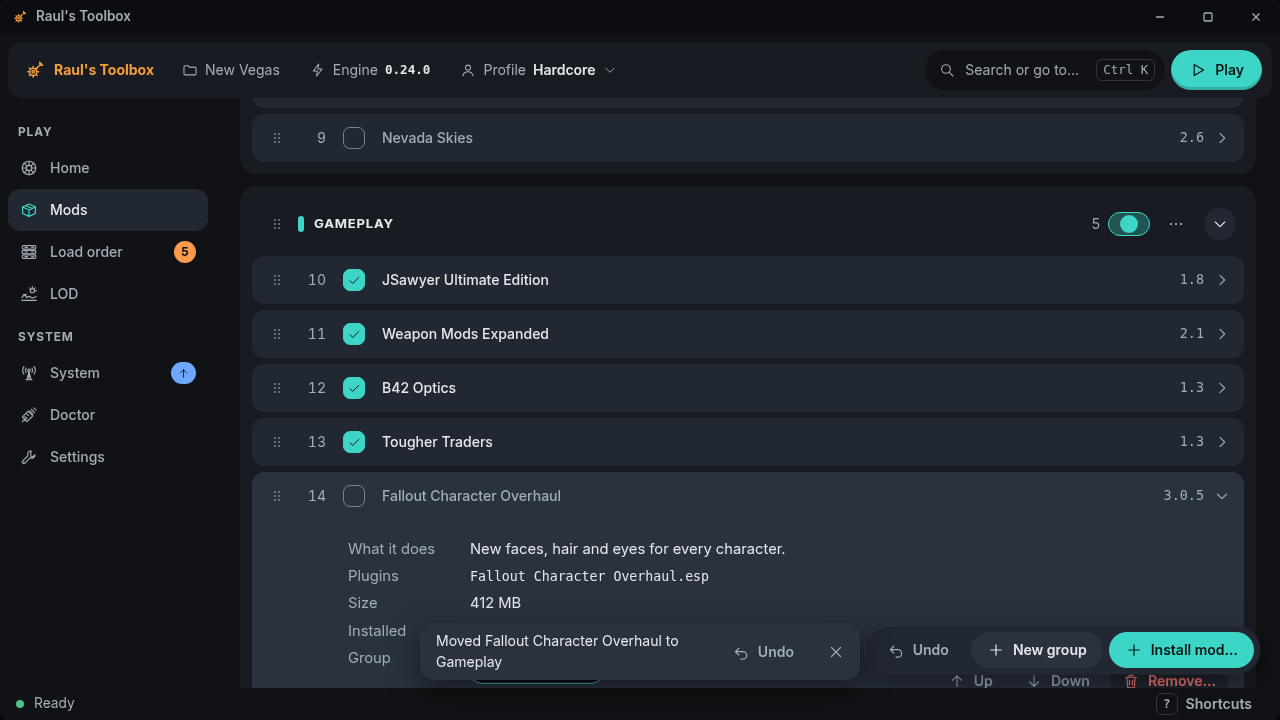 Raul's Toolbox
Raul's Toolbox
New Vegas
Engine 0.24.0
Profile Hardcore
Search or go to...
Ctrl K
Play
PLAY
Home
Mods
Load order
5
LOD
SYSTEM
System
Doctor
Settings
9
Nevada Skies
2.6
GAMEPLAY
5
10
JSawyer Ultimate Edition
1.8
11
Weapon Mods Expanded
2.1
12
B42 Optics
1.3
13
Tougher Traders
1.3
14
Fallout Character Overhaul
3.0.5
What it does
New faces, hair and eyes for every character.
Plugins
Fallout Character Overhaul.esp
Size
412 MB
Installed
Group
Moved Fallout Character Overhaul to
Gameplay
Undo
Undo
New group
Install mod...
Up
Down
Remove...
Ready
? Shortcuts